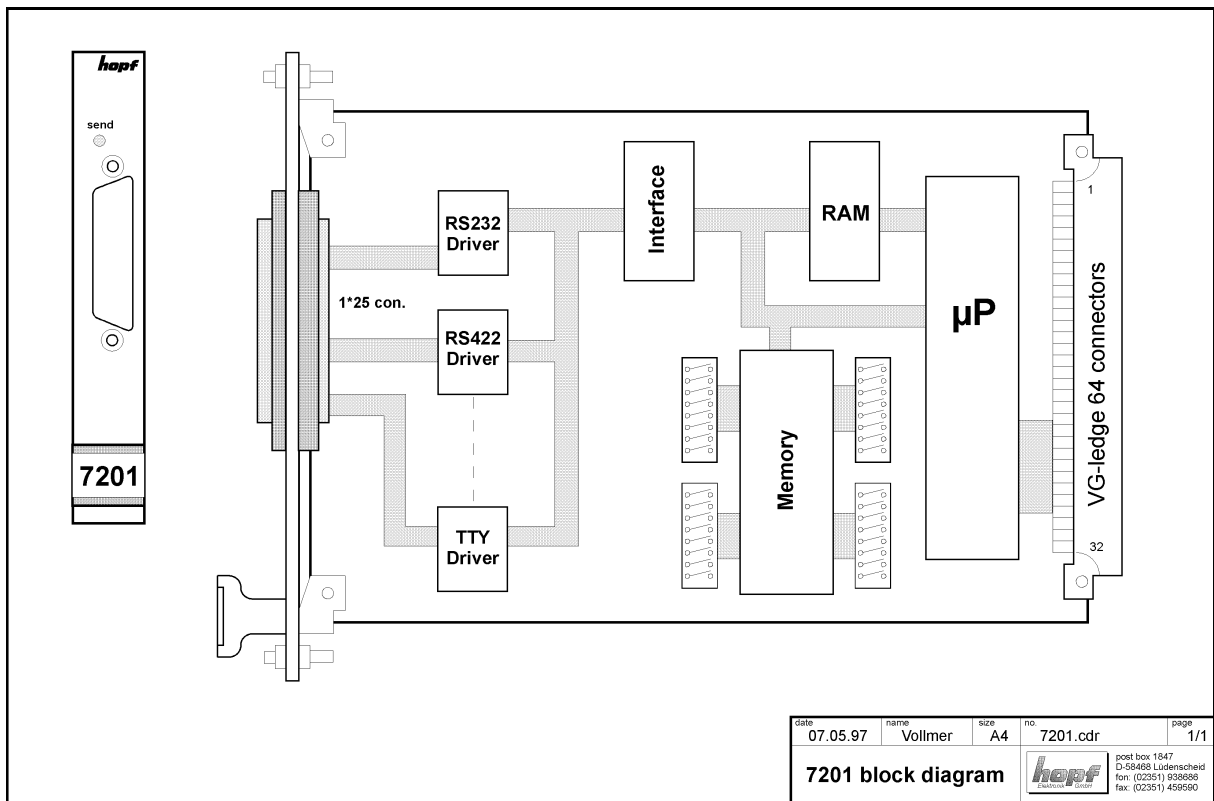 hopf
send
7201
RS232
Driver
1*25 con.
RS422
Driver
TTY
Driver
Interface
RAM
Memory
µP
1
VG-ledge 64 connectors
32
date
07.05.97
name
Vollmer
size
A4
no.
7201.cdr
page
1/1
7201 block diagram
hopf
Elektronik GmbH
post box 1847
D-58468 Lüdenscheid
fon: (02351) 938686
fax: (02351) 459590